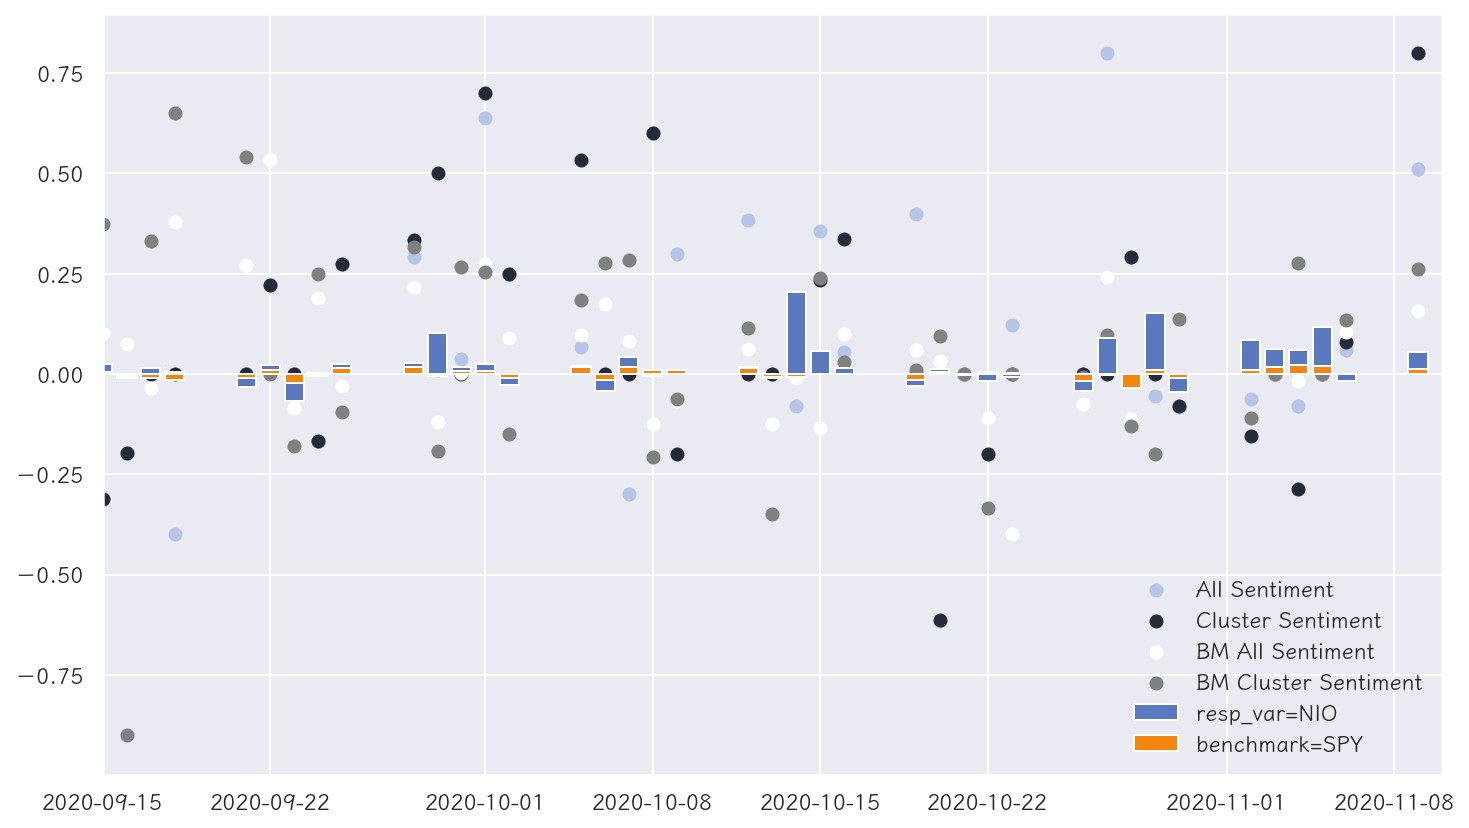 0.75
0.50
0.25
0.00
−0.25
−0.50
−0.75
All Sentiment
Cluster Sentiment
BM All Sentiment
BM Cluster Sentiment
resp_var=NIO
benchmark=SPY
2020-09-15 2020-09-22 2020-10-01 2020-10-08 2020-10-15 2020-10-22 2020-11-01 2020-11-08